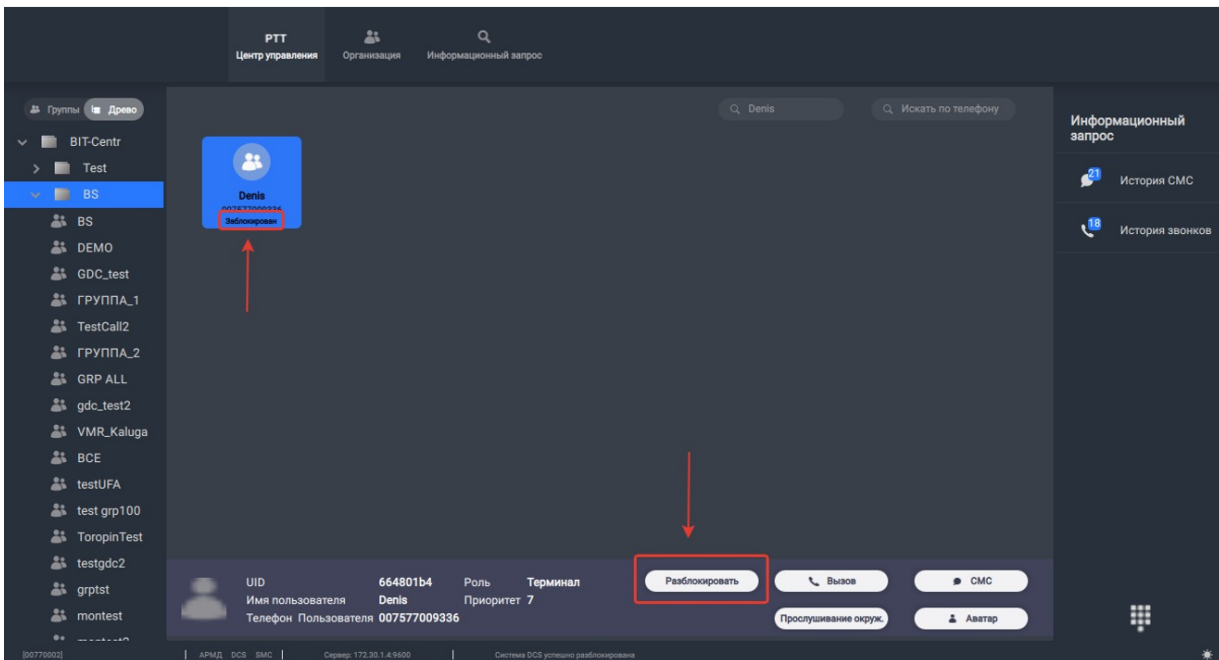 PTT
Центр управления
Организация
Информационный запрос
Группы
Древо
Denis
Искать по телефону
Информационный запрос
BIT-Centr
Test
BS
BS
DEMO
GDC_test
ГРУППА_1
TestCall2
ГРУППА_2
GRP ALL
gdc_test2
VMR_Kaluga
ВСЕ
testUFA
test grp100
ToropinTest
testgdc2
grptst
montest
Denis
007577009336
Заблокирован
21
История СМС
18
История звонков
UID 664801b4 Роль Терминал
Имя пользователя Denis Приоритет 7
Телефон Пользователя 007577009336
Разблокировать
Вызов
СМС
Прослушивание окруж.
Аватар
[00770002]
АРМД DCS SMC
Сервер: 172.30.1.4:9600
Система DCS успешно разблокирована